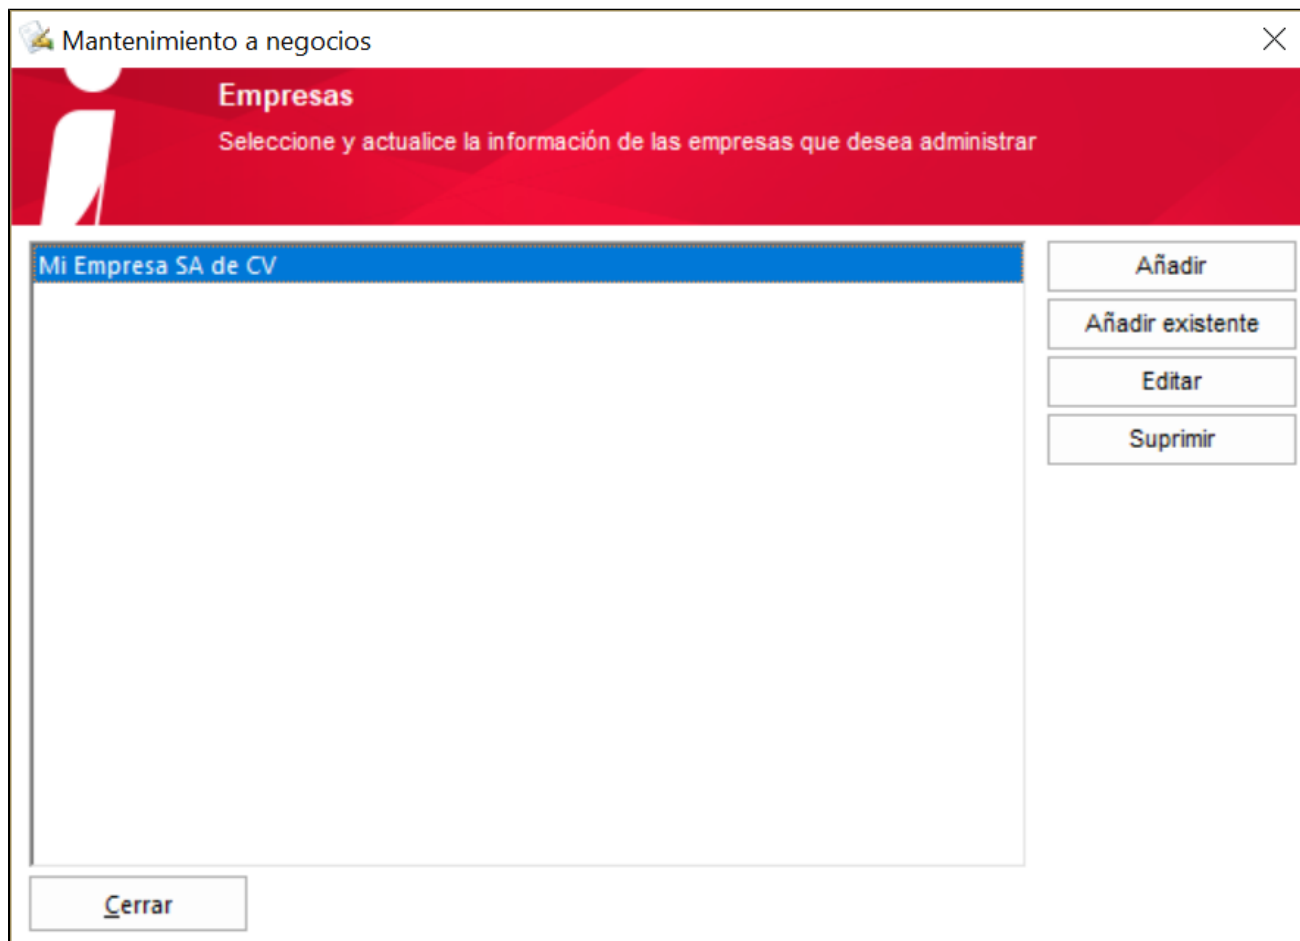 Mantenimiento a negocios
Empresas
Seleccione y actualice la información de las empresas que desea administrar
Mi Empresa SA de CV
Añadir
Añadir existente
Editar
Suprimir
Cerrar